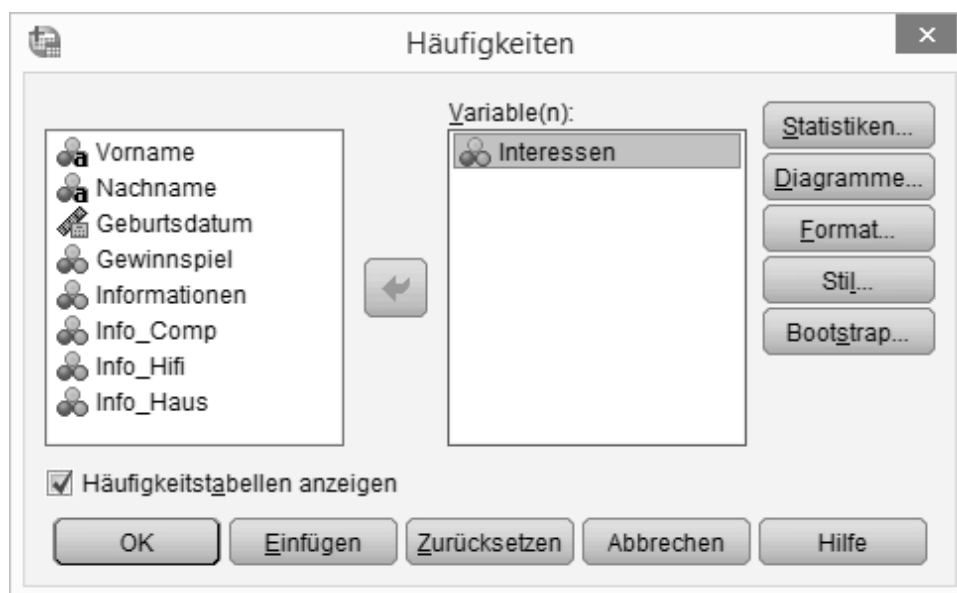 Häufigkeiten
Variable(n):
Vorname
Nachname
Geburtsdatum
Gewinnspiel
Informationen
Info_Comp
Info_Hifi
Info_Haus
Interessen
Statistiken...
Diagramme...
Format...
Stil...
Bootstrap...
Häufigkeitstabellen anzeigen
OK
Einfügen
Zurücksetzen
Abbrechen
Hilfe